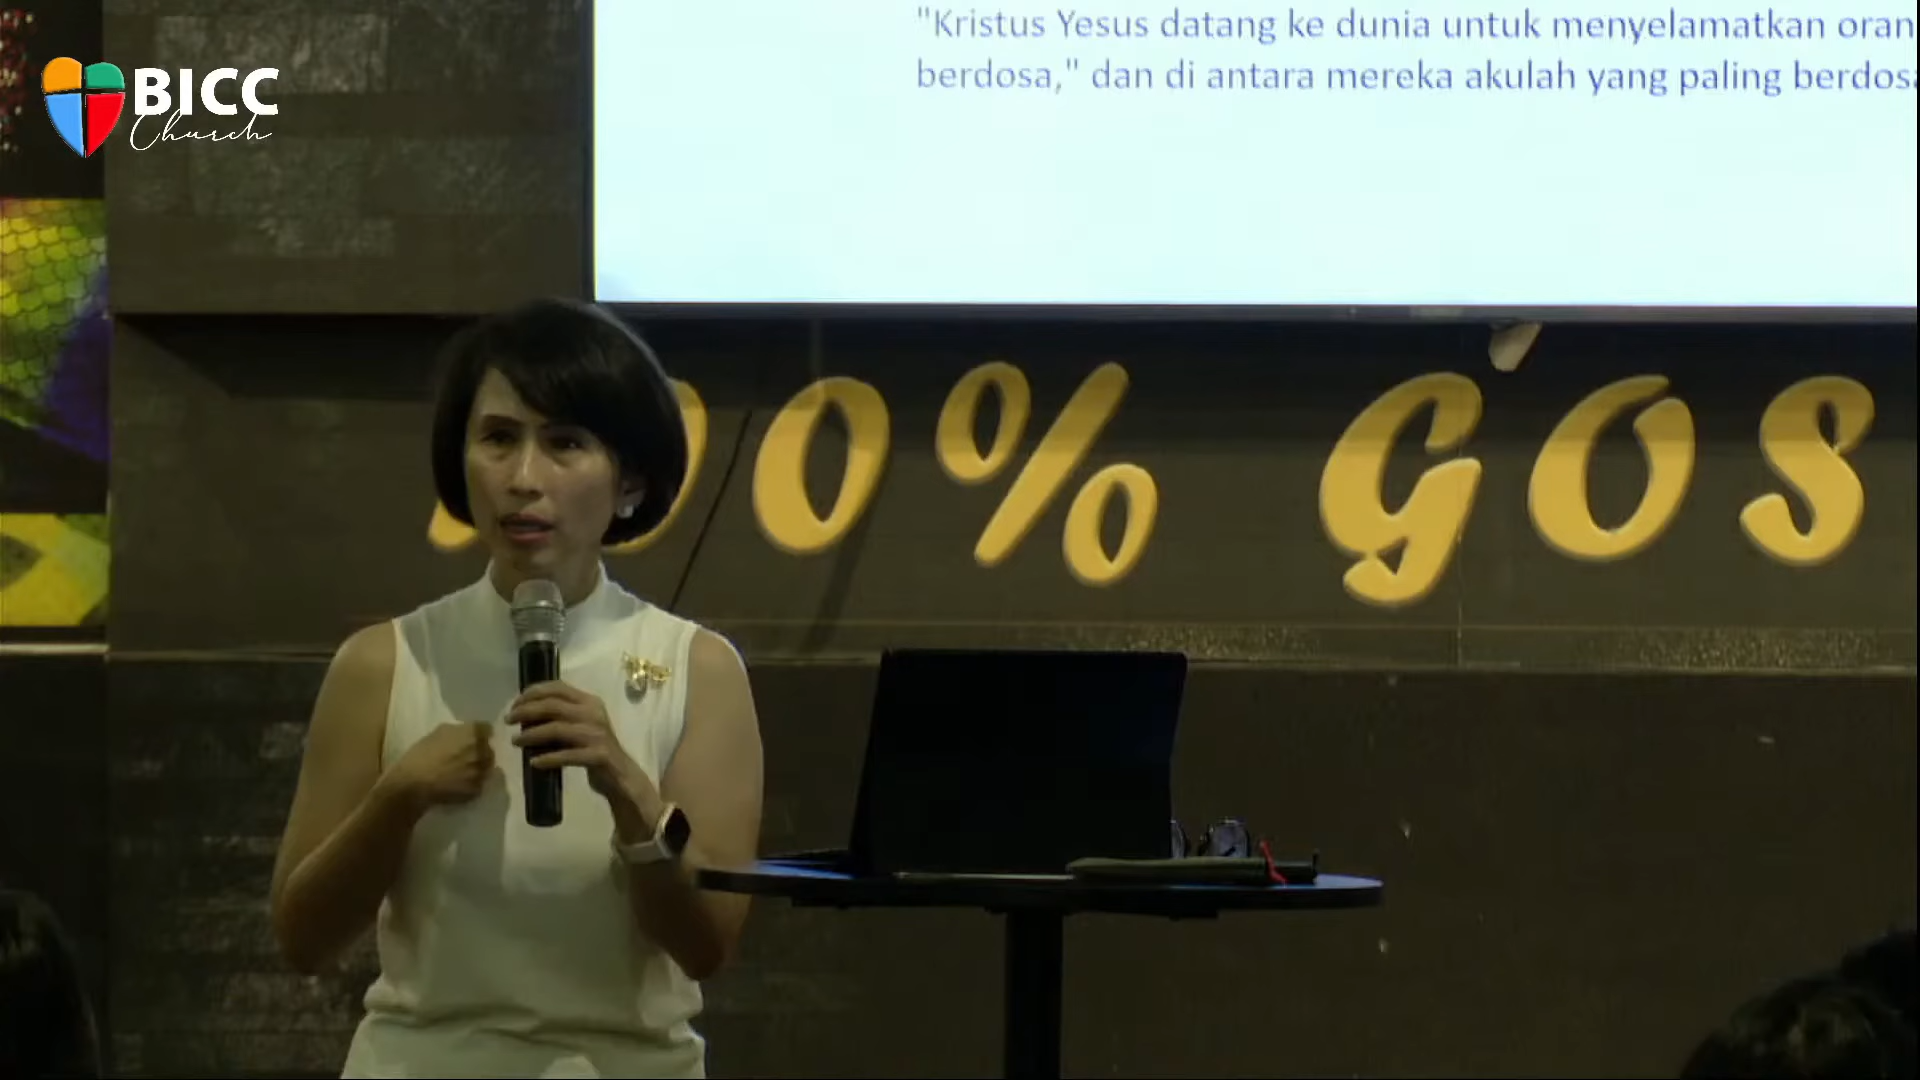 BICC
Church
"Kristus Yesus datang ke dunia untuk menyelamatkan oran
berdosa," dan di antara mereka akulah yang paling berdosa
00% GOS